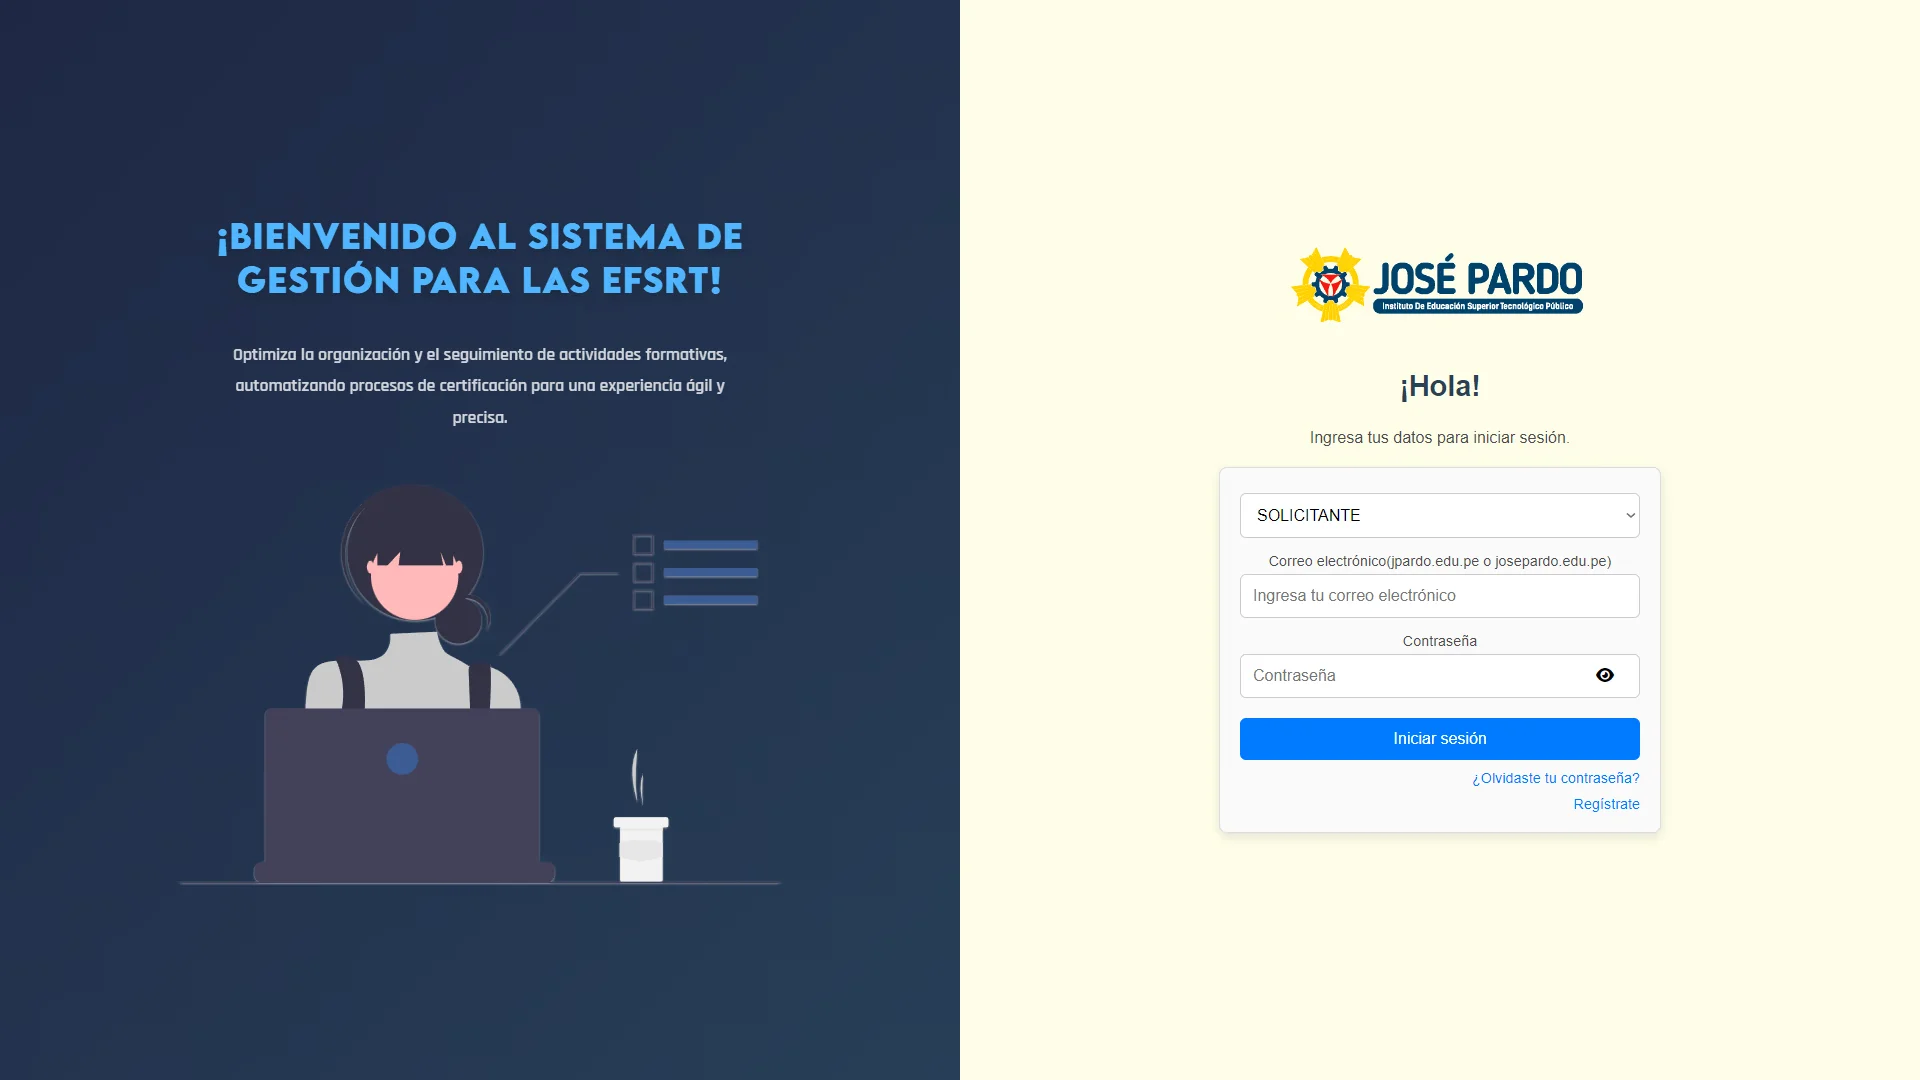 ¡BIENVENIDO AL SISTEMA DE
GESTIÓN PARA LAS EFSRT!
Optimiza la organización y el seguimiento de actividades formativas,
automatizando procesos de certificación para una experiencia ágil y
precisa.
JOSÉ PARDO
Instituto De Educación Superior Tecnológico Público
¡Hola!
Ingresa tus datos para iniciar sesión.
SOLICITANTE
Correo electrónico(jpardo.edu.pe o josepardo.edu.pe)
Ingresa tu correo electrónico
Contraseña
Contraseña
Iniciar sesión
¿Olvidaste tu contraseña?
Regístrate